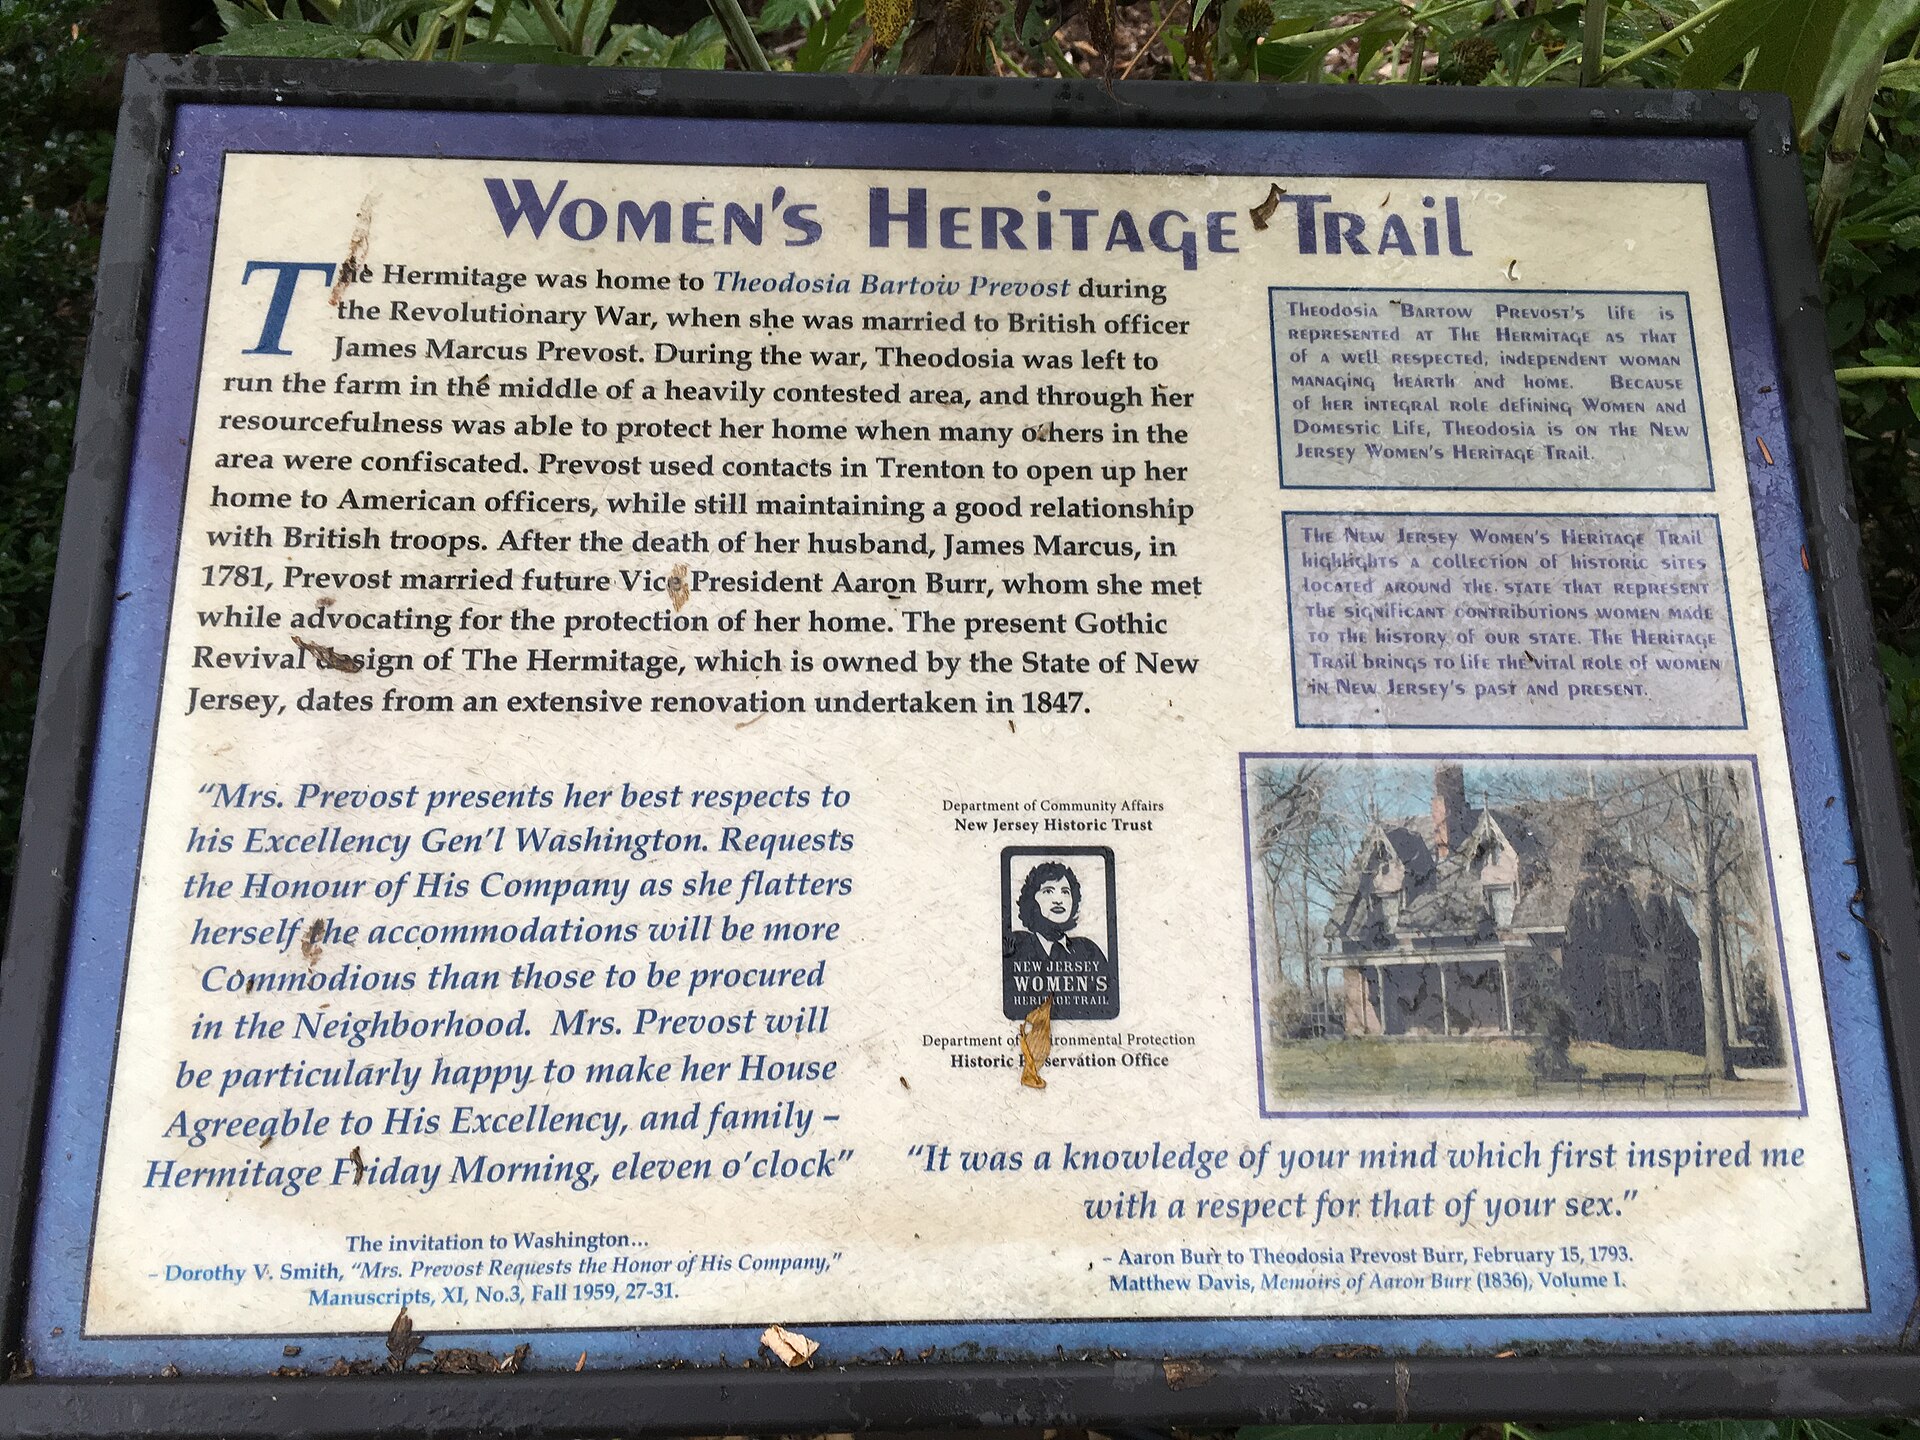 Women's Heritage Trail
The Hermitage was home to Theodosia Bartow Prevost during
the Revolutionary War, when she was married to British officer
James Marcus Prevost. During the war, Theodosia was left to
run the farm in the middle of a heavily contested area, and through her
resourcefulness was able to protect her home when many others in the
area were confiscated. Prevost used contacts in Trenton to open up her
home to American officers, while still maintaining a good relationship
with British troops. After the death of her husband, James Marcus, in
1781, Prevost married future Vice President Aaron Burr, whom she met
while advocating for the protection of her home. The present Gothic
Revival design of The Hermitage, which is owned by the State of New
Jersey, dates from an extensive renovation undertaken in 1847.
Theodosia Bartow Prevost's life is
represented at The Hermitage as that
of a well respected, independent woman
managing hearth and home. Because
of her integral role defining Women and
Domestic Life, Theodosia is on the New
Jersey Women's Heritage Trail.
The New Jersey Women's Heritage Trail
highlights a collection of historic sites
located around the state that represent
the significant contributions women made
to the history of our state. The Heritage
Trail brings to life the vital role of women
in New Jersey's past and present.
"Mrs. Prevost presents her best respects to
his Excellency Gen'l Washington. Requests
the Honour of His Company as she flatters
herself the accommodations will be more
Commodious than those to be procured
in the Neighborhood. Mrs. Prevost will
be particularly happy to make her House
Agreeable to His Excellency, and family –
Hermitage Friday Morning, eleven o'clock"
The invitation to Washington...
– Dorothy V. Smith, "Mrs. Prevost Requests the Honor of His Company,"
Manuscripts, XI, No.3, Fall 1959, 27-31.
Department of Community Affairs
New Jersey Historic Trust
NEW JERSEY
WOMEN'S
HERITAGE TRAIL
Department of Environmental Protection
Historic Preservation Office
"It was a knowledge of your mind which first inspired me
with a respect for that of your sex."
– Aaron Burr to Theodosia Prevost Burr, February 15, 1793.
Matthew Davis, Memoirs of Aaron Burr (1836), Volume I.